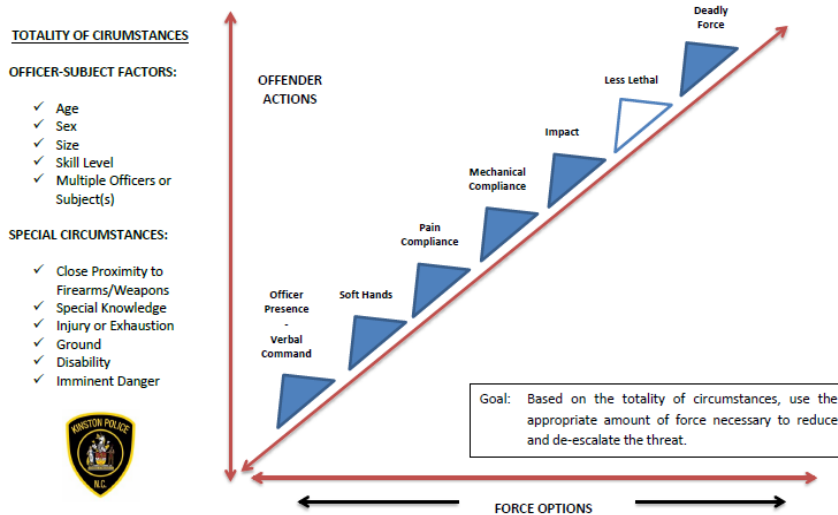 TOTALITY OF CIRUMSTANCES
OFFICER-SUBJECT FACTORS:
✓ Age
✓ Sex
✓ Size
✓ Skill Level
✓ Multiple Officers or
Subject(s)
SPECIAL CIRCUMSTANCES:
✓ Close Proximity to
Firearms/Weapons
✓ Special Knowledge
✓ Injury or Exhaustion
✓ Ground
✓ Disability
✓ Imminent Danger
KINSTON POLICE
N.C.
OFFENDER
ACTIONS
Officer
Presence
-
Verbal
Command
Soft Hands
Pain
Compliance
Mechanical
Compliance
Impact
Less Lethal
Deadly
Force
Goal: Based on the totality of circumstances, use the
appropriate amount of force necessary to reduce
and de-escalate the threat.
FORCE OPTIONS